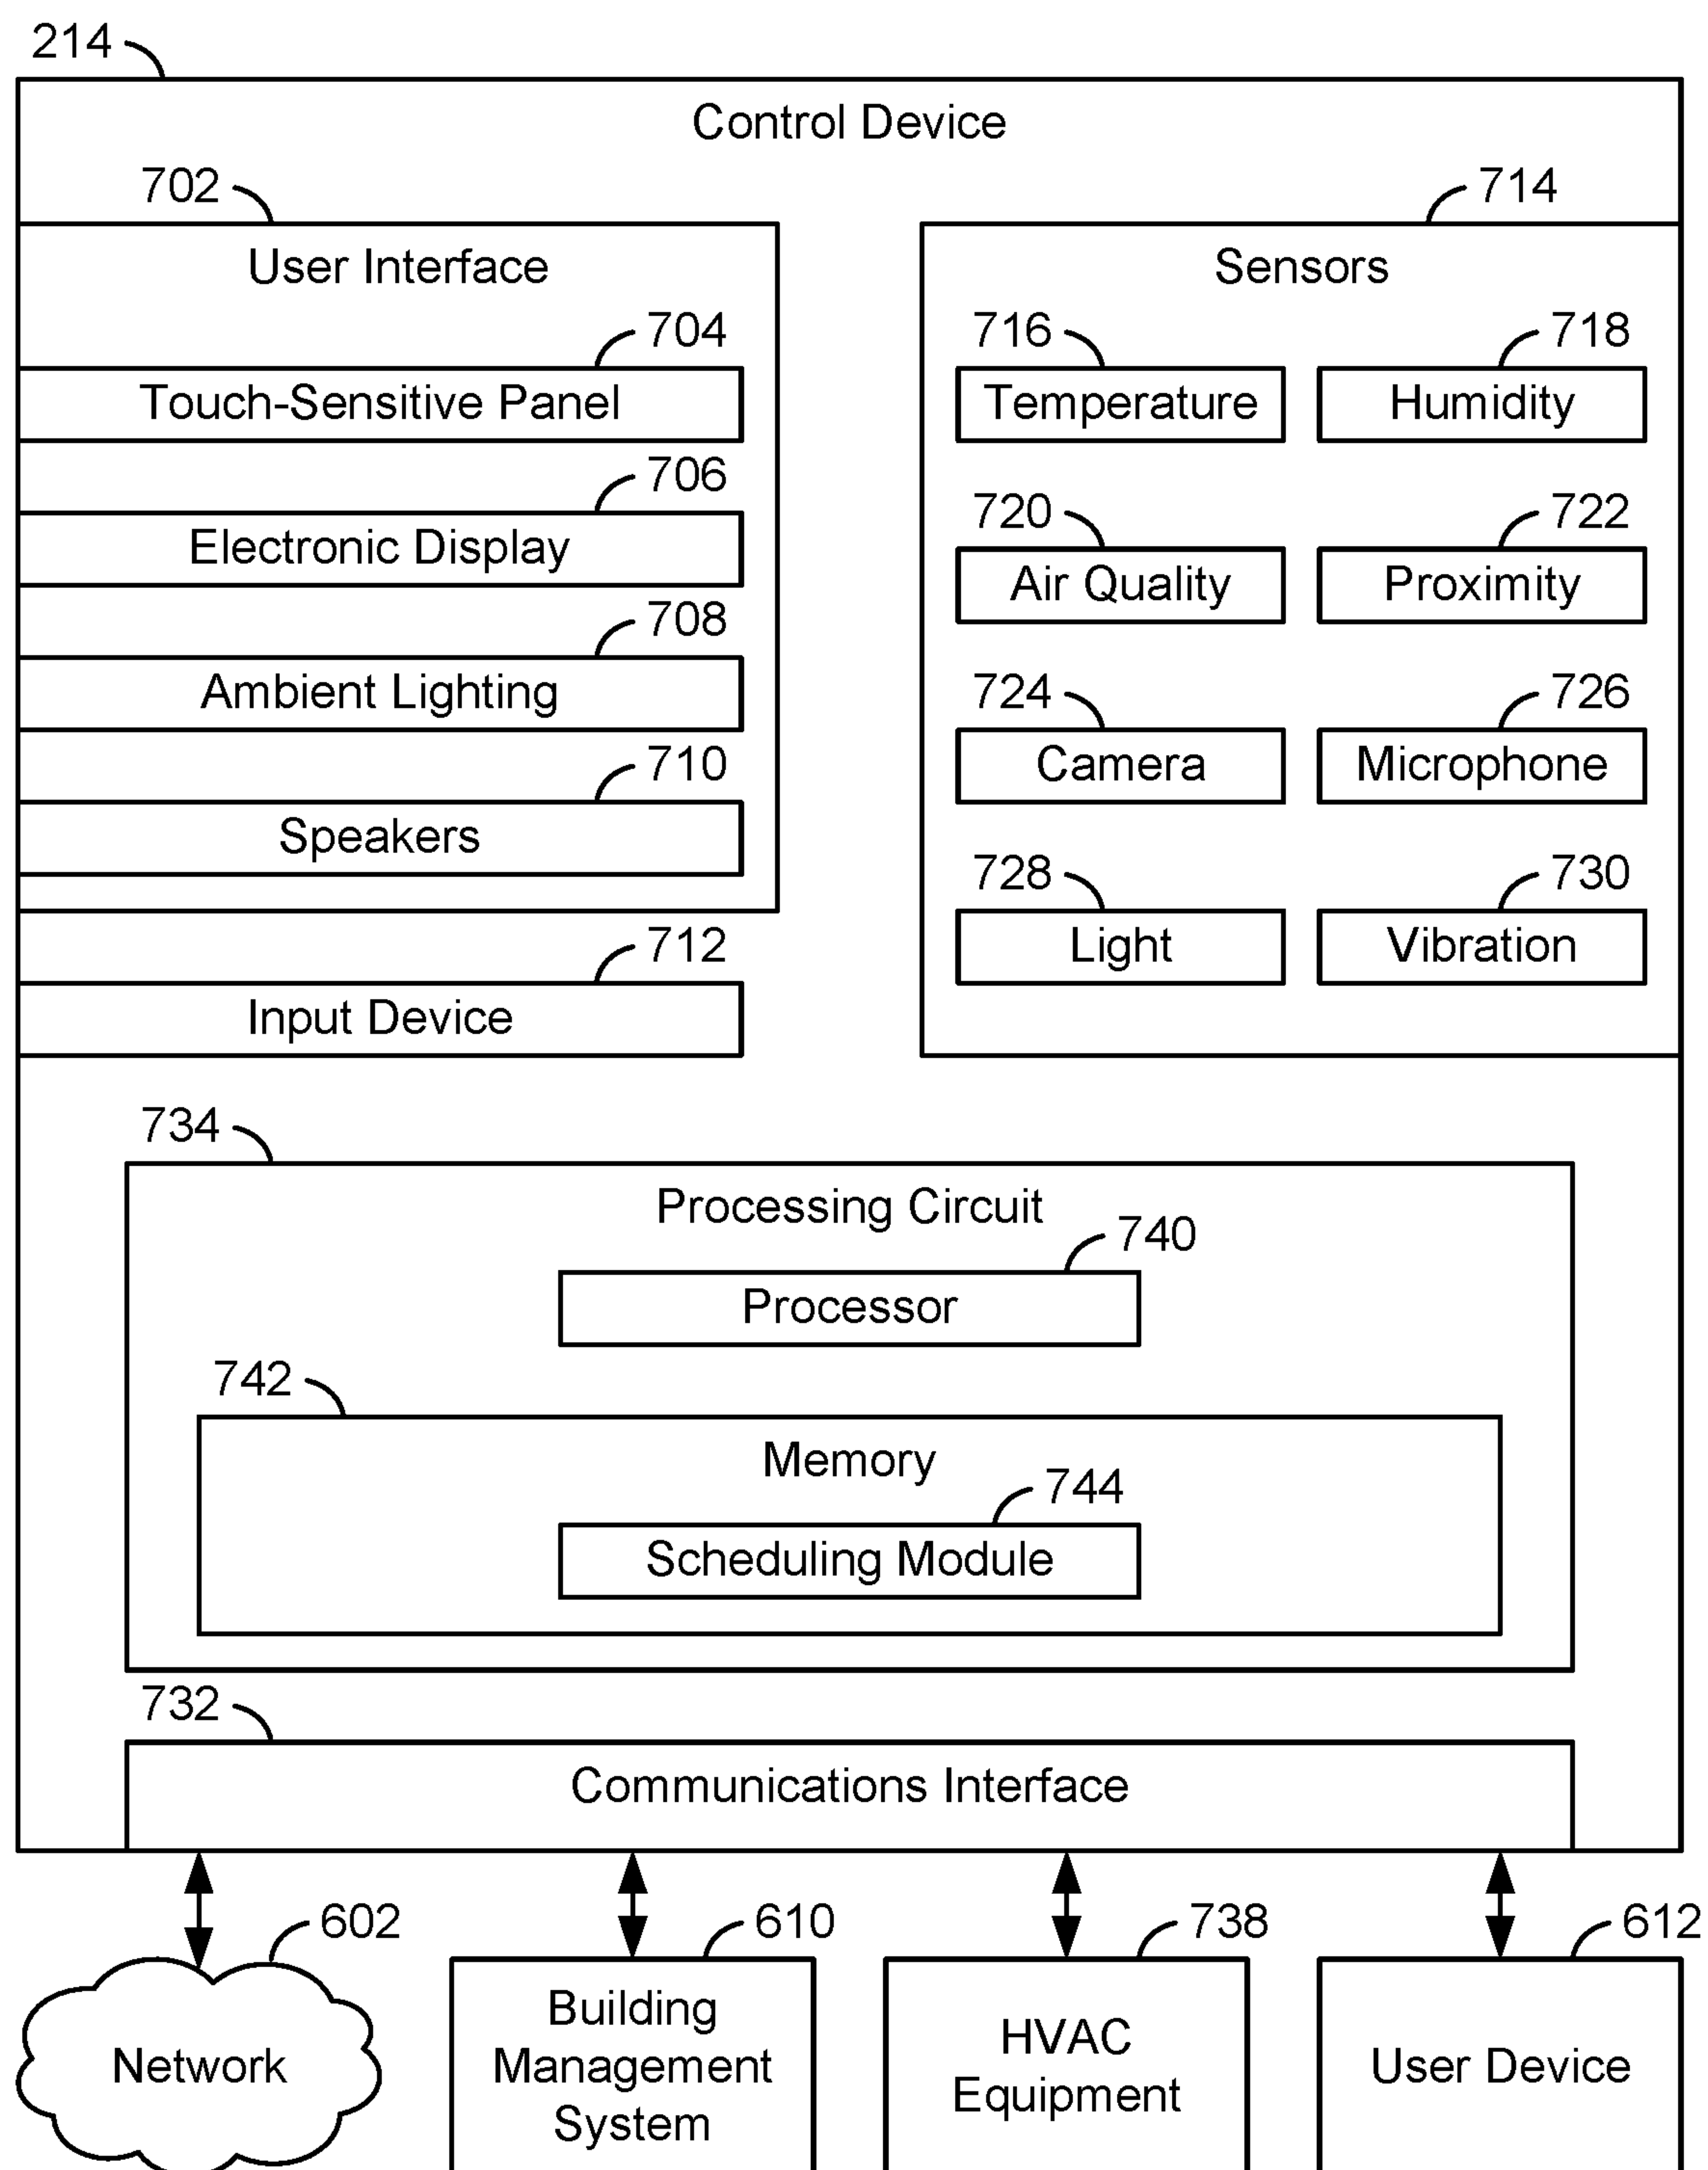 214
Control Device
702
User Interface
704
Touch-Sensitive Panel
706
Electronic Display
708
Ambient Lighting
710
Speakers
712
Input Device
714
Sensors
716
Temperature
718
Humidity
720
Air Quality
722
Proximity
724
Camera
726
Microphone
728
Light
730
Vibration
734
Processing Circuit
740
Processor
742
Memory
744
Scheduling Module
732
Communications Interface
602
Network
610
Building
Management
System
738
HVAC
Equipment
612
User Device